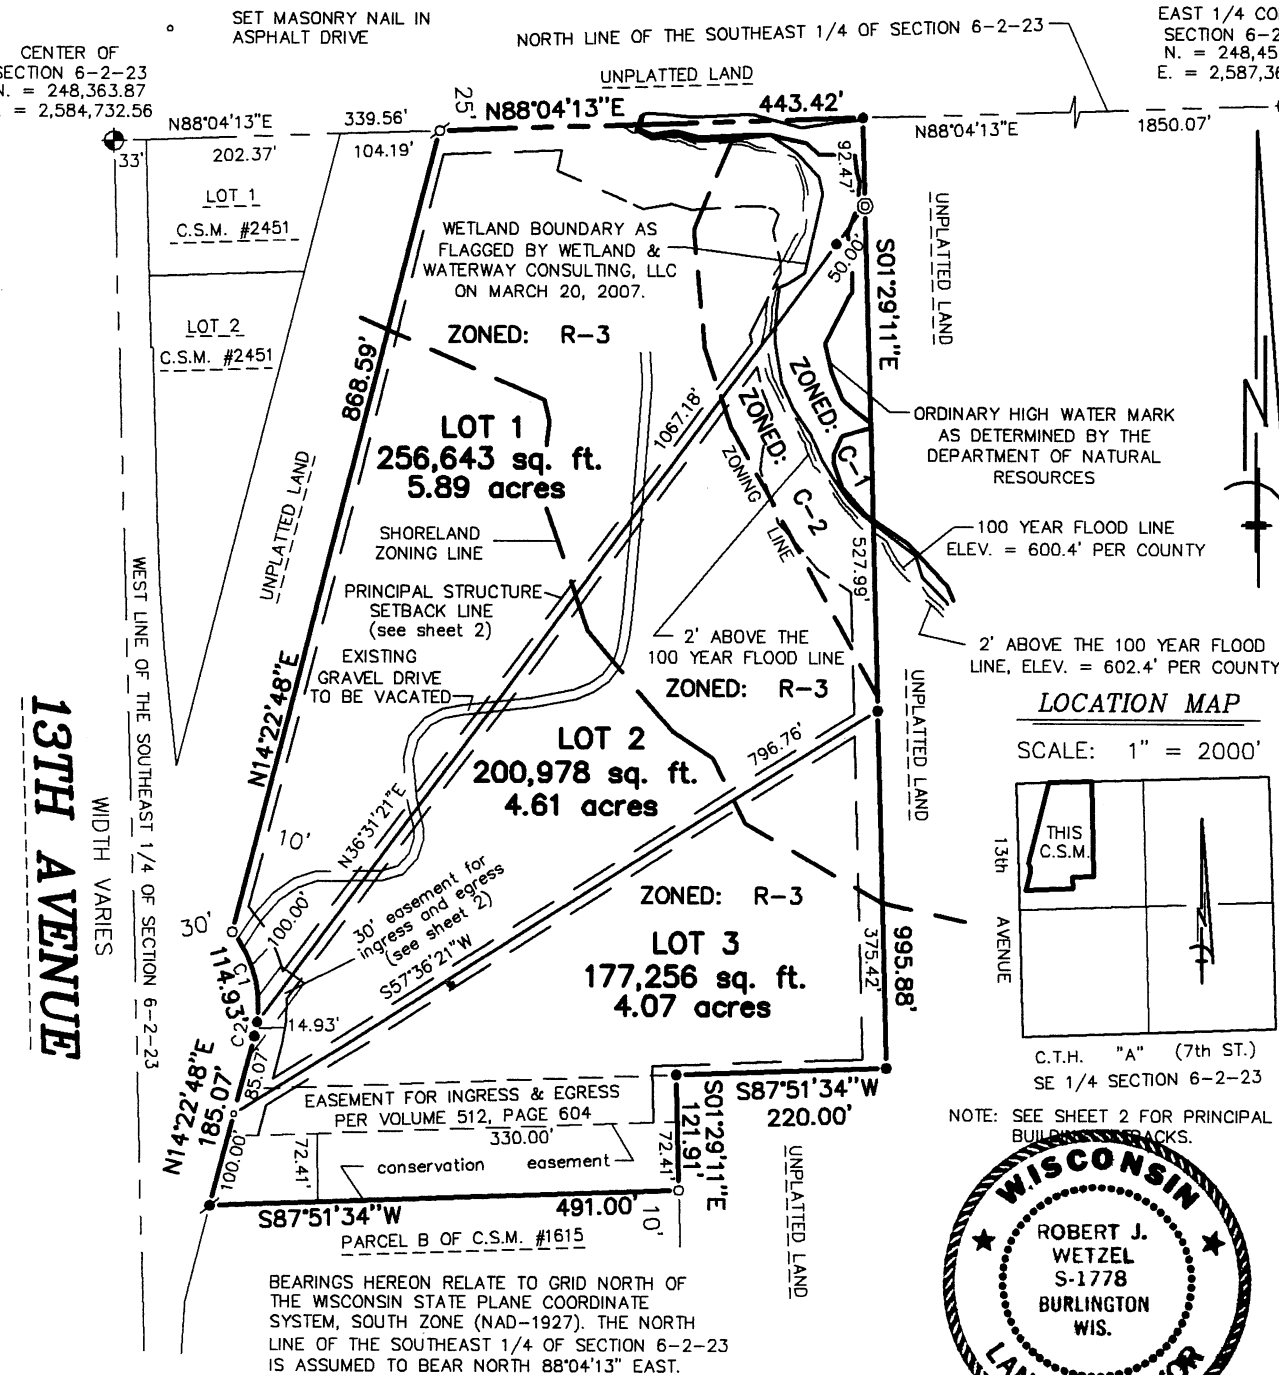 SET MASONRY NAIL IN
ASPHALT DRIVE
NORTH LINE OF THE SOUTHEAST 1/4 OF SECTION 6-2-23
EAST 1/4 CO
SECTION 6-2
N. = 248,45
E. = 2,587,36
CENTER OF
SECTION 6-2-23
N. = 248,363.87
= 2,584,732.56
UNPLATTED LAND
N88°04'13"E
339.56'
25'
N88°04'13"E
443.42'
N88°04'13"E
1850.07'
33'
202.37'
104.19'
92.47'
LOT 1
C.S.M. #2451
WETLAND BOUNDARY AS
FLAGGED BY WETLAND &
WATERWAY CONSULTING, LLC
ON MARCH 20, 2007.
50.00'
S01°29'11"E
UNPLATTED LAND
LOT 2
C.S.M. #2451
ZONED: R-3
868.59'
1067.18'
LOT 1
256,643 sq. ft.
5.89 acres
ZONED: C-1
ZONED: C-2
ZONING LINE
ORDINARY HIGH WATER MARK
AS DETERMINED BY THE
DEPARTMENT OF NATURAL
RESOURCES
UNPLATTED LAND
SHORELAND
ZONING LINE
100 YEAR FLOOD LINE
ELEV. = 600.4' PER COUNTY
527.99'
PRINCIPAL STRUCTURE
SETBACK LINE
(see sheet 2)
2' ABOVE THE
100 YEAR FLOOD LINE
2' ABOVE THE 100 YEAR FLOOD
LINE, ELEV. = 602.4' PER COUNTY
EXISTING
GRAVEL DRIVE
TO BE VACATED
ZONED: R-3
WEST LINE OF THE SOUTHEAST 1/4 OF SECTION 6-2-23
N14°22'48"E
UNPLATTED LAND
LOCATION MAP
SCALE: 1" = 2000'
13TH AVENUE
WIDTH VARIES
LOT 2
200,978 sq. ft.
4.61 acres
796.76'
N36°31'21"E
10'
THIS
C.S.M.
13th AVENUE
30' easement for
ingress and egress
(see sheet 2)
ZONED: R-3
30'
100.00'
114.93'
C1
S57°36'21"W
LOT 3
177,256 sq. ft.
4.07 acres
375.42'
995.88'
C2
14.93'
C.T.H. "A" (7th ST.)
SE 1/4 SECTION 6-2-23
N14°22'48"E
185.07'
85.07'
EASEMENT FOR INGRESS & EGRESS
PER VOLUME 512, PAGE 604
330.00'
S87°51'34"W
220.00'
S01°29'11"E
121.91'
NOTE: SEE SHEET 2 FOR PRINCIPAL
100.00'
72.41'
conservation easement
72.41'
UNPLATTED LAND
S87°51'34"W
491.00'
10'
PARCEL B OF C.S.M. #1615
WISCONSIN
ROBERT J.
WETZEL
S-1778
BURLINGTON
WIS.
BEARINGS HEREON RELATE TO GRID NORTH OF
THE WISCONSIN STATE PLANE COORDINATE
SYSTEM, SOUTH ZONE (NAD-1927). THE NORTH
LINE OF THE SOUTHEAST 1/4 OF SECTION 6-2-23
IS ASSUMED TO BEAR NORTH 88°04'13" EAST.